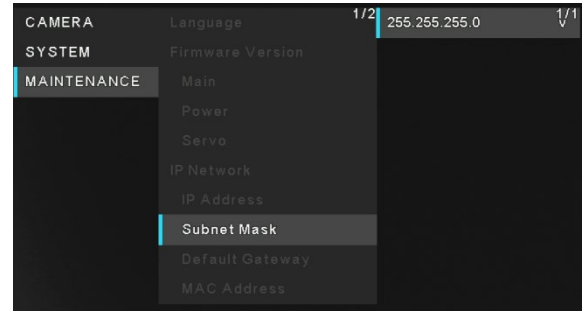 CAMERA
SYSTEM
MAINTENANCE
Language 1/2
Firmware Version
Main
Power
Servo
IP Network
IP Address
Subnet Mask
Default Gateway
MAC Address
255.255.255.0 1/1